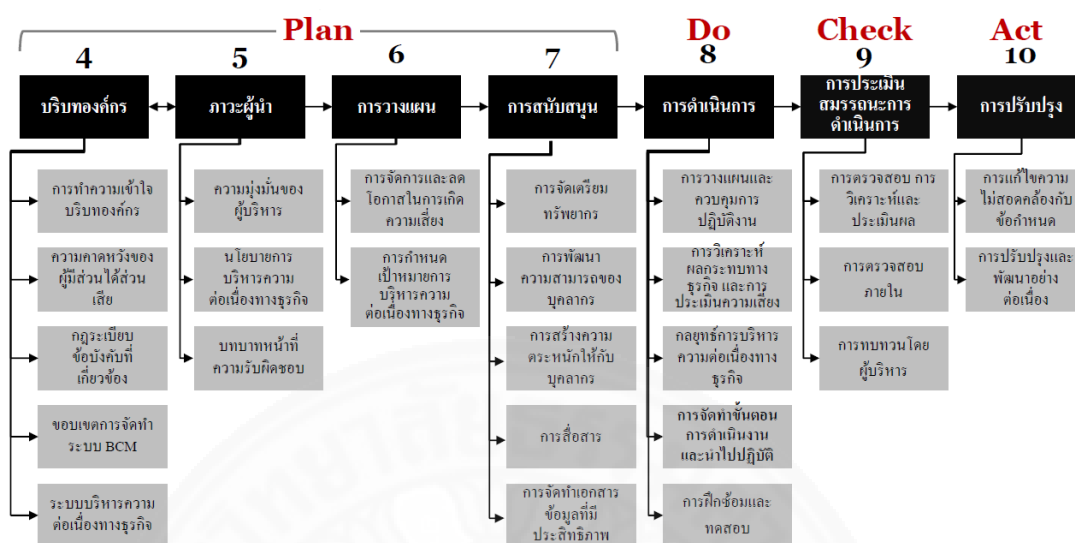 Plan
Do
Check
Act
4
5
6
7
8
9
10
บริบทองค์กร
ภาวะผู้นำ
การวางแผน
การสนับสนุน
การดำเนินการ
การประเมิน
สมรรถนะการ
ดำเนินการ
การปรับปรุง
การทำความเข้าใจ
บริบทองค์กร
ความคาดหวังของ
ผู้มีส่วนได้ส่วน
เสีย
กฎระเบียบ
ข้อบังคับที่
เกี่ยวข้อง
ขอบเขตการจัดทำ
ระบบ BCM
ระบบบริหารความ
ต่อเนื่องทางธุรกิจ
ความมุ่งมั่นของ
ผู้บริหาร
นโยบายการ
บริหารความ
ต่อเนื่องทางธุรกิจ
บทบาทหน้าที่
ความรับผิดชอบ
การจัดการและลด
โอกาสในการเกิด
ความเสี่ยง
การกำหนด
เป้าหมายการ
บริหารความ
ต่อเนื่องทางธุรกิจ
การจัดเตรียม
ทรัพยากร
การพัฒนา
ความสามารถของ
บุคลากร
การสร้างความ
ตระหนักให้กับ
บุคลากร
การสื่อสาร
การจัดทำเอกสาร
ข้อมูลที่มี
ประสิทธิภาพ
การวางแผนและ
ควบคุมการ
ปฏิบัติงาน
การวิเคราะห์
ผลกระทบทาง
ธุรกิจ และการ
ประเมินความเสี่ยง
กลยุทธ์การบริหาร
ความต่อเนื่องทาง
ธุรกิจ
การจัดทำขั้นตอน
การดำเนินงาน
และนำไปปฏิบัติ
การฝึกซ้อมและ
ทดสอบ
การตรวจสอบ การ
วิเคราะห์และ
ประเมินผล
การตรวจสอบ
ภายใน
การทบทวนโดย
ผู้บริหาร
การแก้ไขความ
ไม่สอดคล้องกับ
ข้อกำหนด
การปรับปรุงและ
พัฒนาอย่าง
ต่อเนื่อง